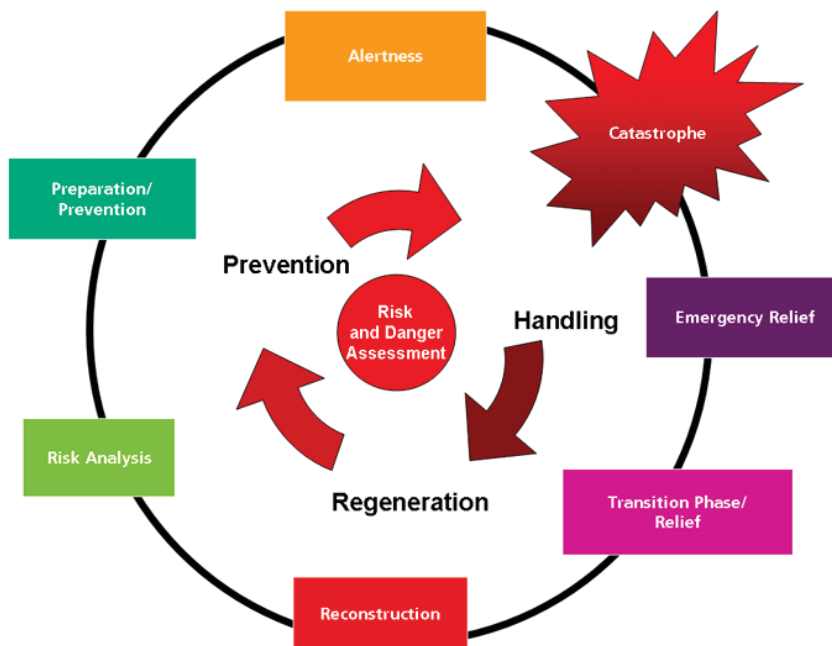 Alertness
Catastrophe
Preparation/
Prevention
Prevention
Risk
and Danger
Assessment
Handling
Emergency Relief
Risk Analysis
Regeneration
Transition Phase/
Relief
Reconstruction